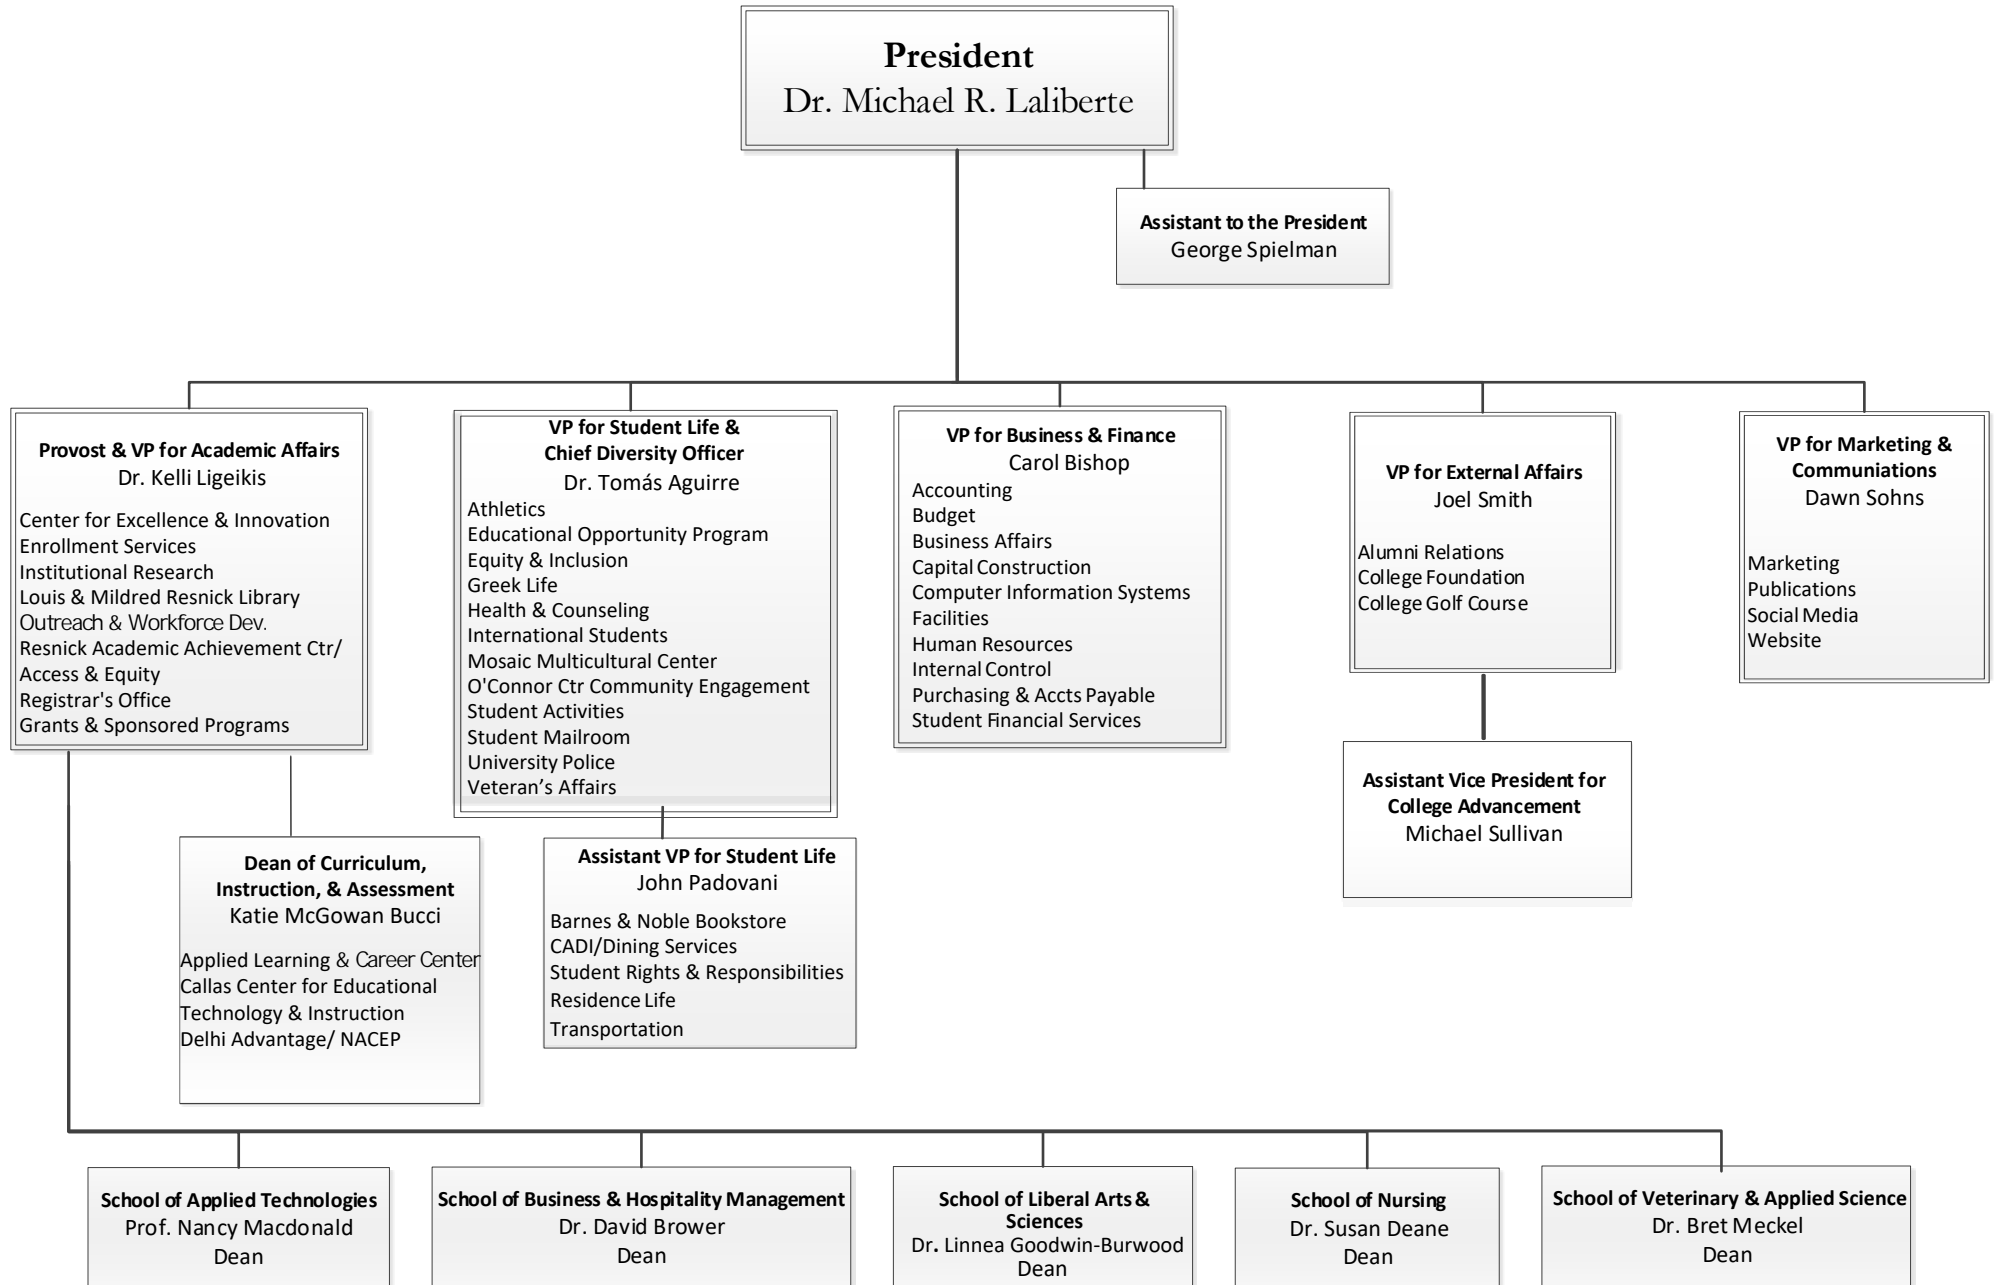 President
Dr. Michael R. Laliberte
Assistant to the President
George Spielman
Provost & VP for Academic Affairs
Dr. Kelli Ligeikis
Center for Excellence & Innovation
Enrollment Services
Institutional Research
Louis & Mildred Resnick Library
Outreach & Workforce Dev.
Resnick Academic Achievement Ctr/
Access & Equity
Registrar's Office
Grants & Sponsored Programs
VP for Student Life &
Chief Diversity Officer
Dr. Tomás Aguirre
Athletics
Educational Opportunity Program
Equity & Inclusion
Greek Life
Health & Counseling
International Students
Mosaic Multicultural Center
O'Connor Ctr Community Engagement
Student Activities
Student Mailroom
University Police
Veteran’s Affairs
VP for Business & Finance
Carol Bishop
Accounting
Budget
Business Affairs
Capital Construction
Computer Information Systems
Facilities
Human Resources
Internal Control
Purchasing & Accts Payable
Student Financial Services
VP for External Affairs
Joel Smith
Alumni Relations
College Foundation
College Golf Course
VP for Marketing &
Communiations
Dawn Sohns
Marketing
Publications
Social Media
Website
Dean of Curriculum,
Instruction, & Assessment
Katie McGowan Bucci
Applied Learning & Career Center
Callas Center for Educational
Technology & Instruction
Delhi Advantage/ NACEP
Assistant VP for Student Life
John Padovani
Barnes & Noble Bookstore
CADI/Dining Services
Student Rights & Responsibilities
Residence Life
Transportation
Assistant Vice President for
College Advancement
Michael Sullivan
School of Applied Technologies
Prof. Nancy Macdonald
Dean
School of Business & Hospitality Management
Dr. David Brower
Dean
School of Liberal Arts &
Sciences
Dr. Linnea Goodwin-Burwood
Dean
School of Nursing
Dr. Susan Deane
Dean
School of Veterinary & Applied Science
Dr. Bret Meckel
Dean